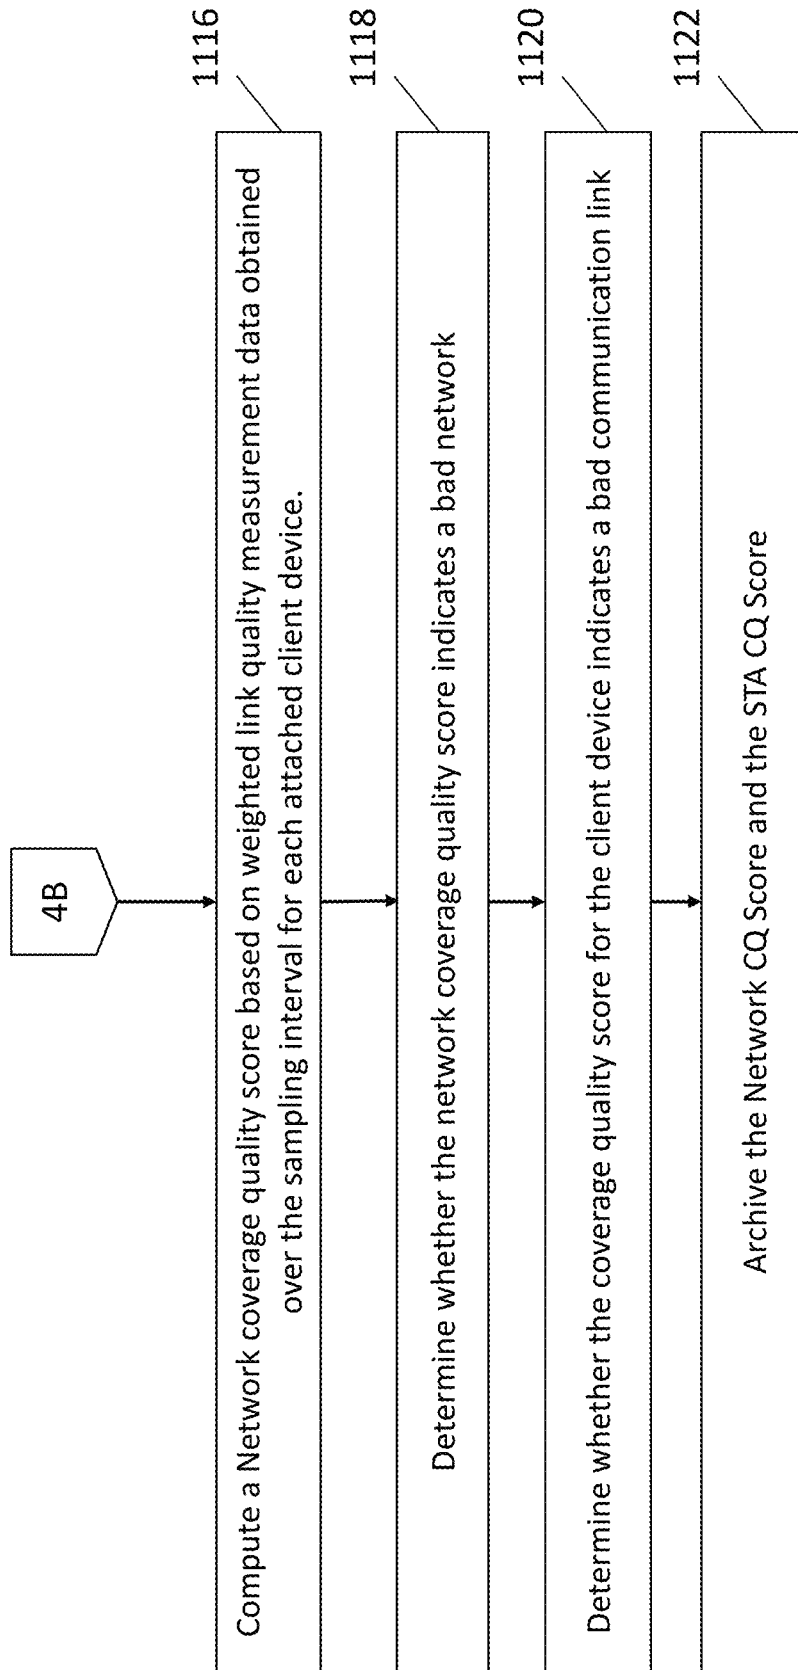 4B
1116
Compute a Network coverage quality score based on weighted link quality measurement data obtained
over the sampling interval for each attached client device.
1118
Determine whether the network coverage quality score indicates a bad network
1120
Determine whether the coverage quality score for the client device indicates a bad communication link
1122
Archive the Network CQ Score and the STA CQ Score